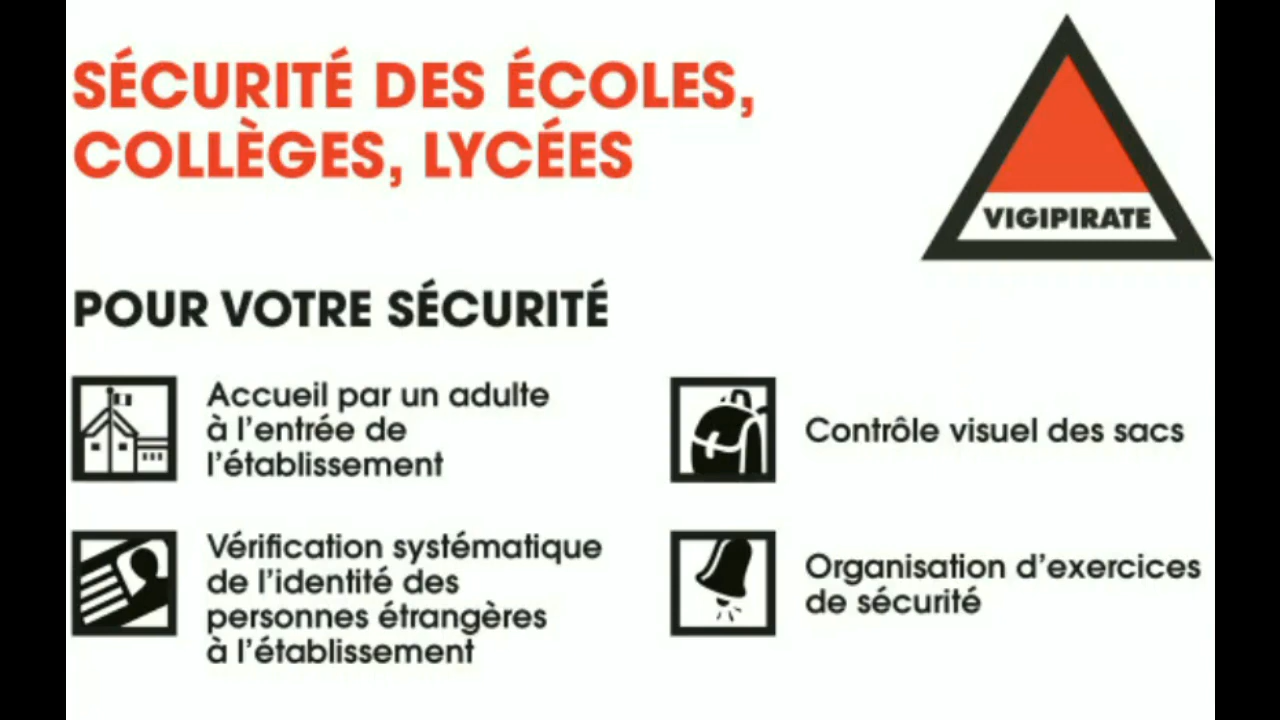 SÉCURITÉ DES ÉCOLES,
COLLÈGES, LYCÉES
VIGIPIRATE
POUR VOTRE SÉCURITÉ
Accueil par un adulte
à l'entrée de
l'établissement
Contrôle visuel des sacs
Vérification systématique
de l'identité des
personnes étrangères
à l'établissement
Organisation d'exercices
de sécurité